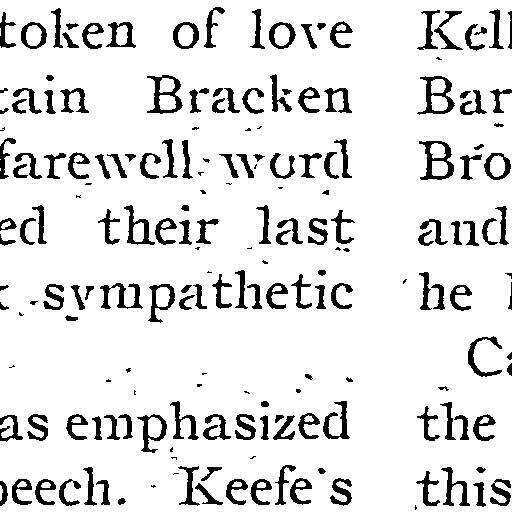 token of love
tain Bracken
farewell word
ed their last
sympathetic
as emphasized
peech. Keefe's
Kell
Bar
Bro
and
he
Ca
the
this